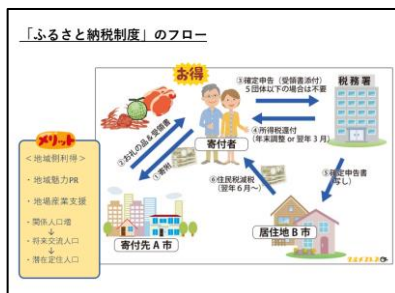 「ふるさと納税制度」のフロー
お得
③確定申告（受領書添付）
５団体以下の場合は不要
税務署
④所得税還付
（年末調整 or 翌年３月）
寄付者
②お礼の品＆受領書
①寄附
⑤確定申告書
（写し）
⑥住民税減税
（翌年６月～）
寄付先 A 市
居住地 B 市
メリット
＜地域側利得＞
・地域魅力PR
・地場産業支援
・関係人口増
↓
・将来交流人口
↓
・潜在定住人口